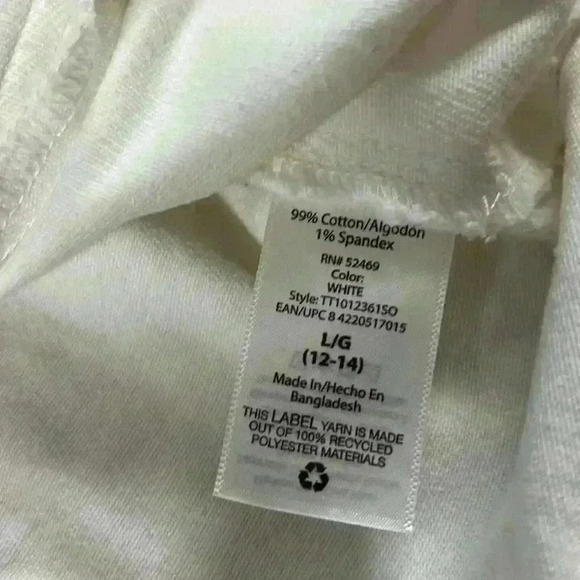 99% Cotton/Algodón
1% Spandex
RN# 52469
Color:
WHITE
Style: TT1012361SO
EAN/UPC 8 4220517015
L/G
(12-14)
Made In/Hecho En
Bangladesh
THIS LABEL YARN IS MADE
OUT OF 100% RECYCLED
POLYESTER MATERIALS